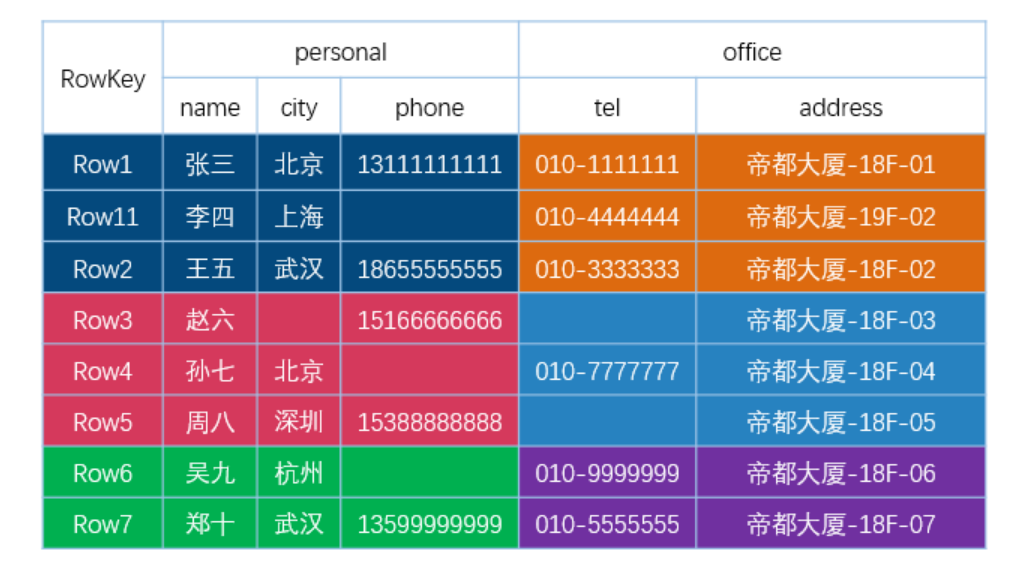 personal office
RowKey
name city phone tel address
Row1 张三 北京 13111111111 010-1111111 帝都大厦-18F-01
Row11 李四 上海 010-4444444 帝都大厦-19F-02
Row2 王五 武汉 18655555555 010-3333333 帝都大厦-18F-02
Row3 赵六 15166666666 帝都大厦-18F-03
Row4 孙七 北京 010-7777777 帝都大厦-18F-04
Row5 周八 深圳 15388888888 帝都大厦-18F-05
Row6 吴九 杭州 010-9999999 帝都大厦-18F-06
Row7 郑十 武汉 13599999999 010-5555555 帝都大厦-18F-07